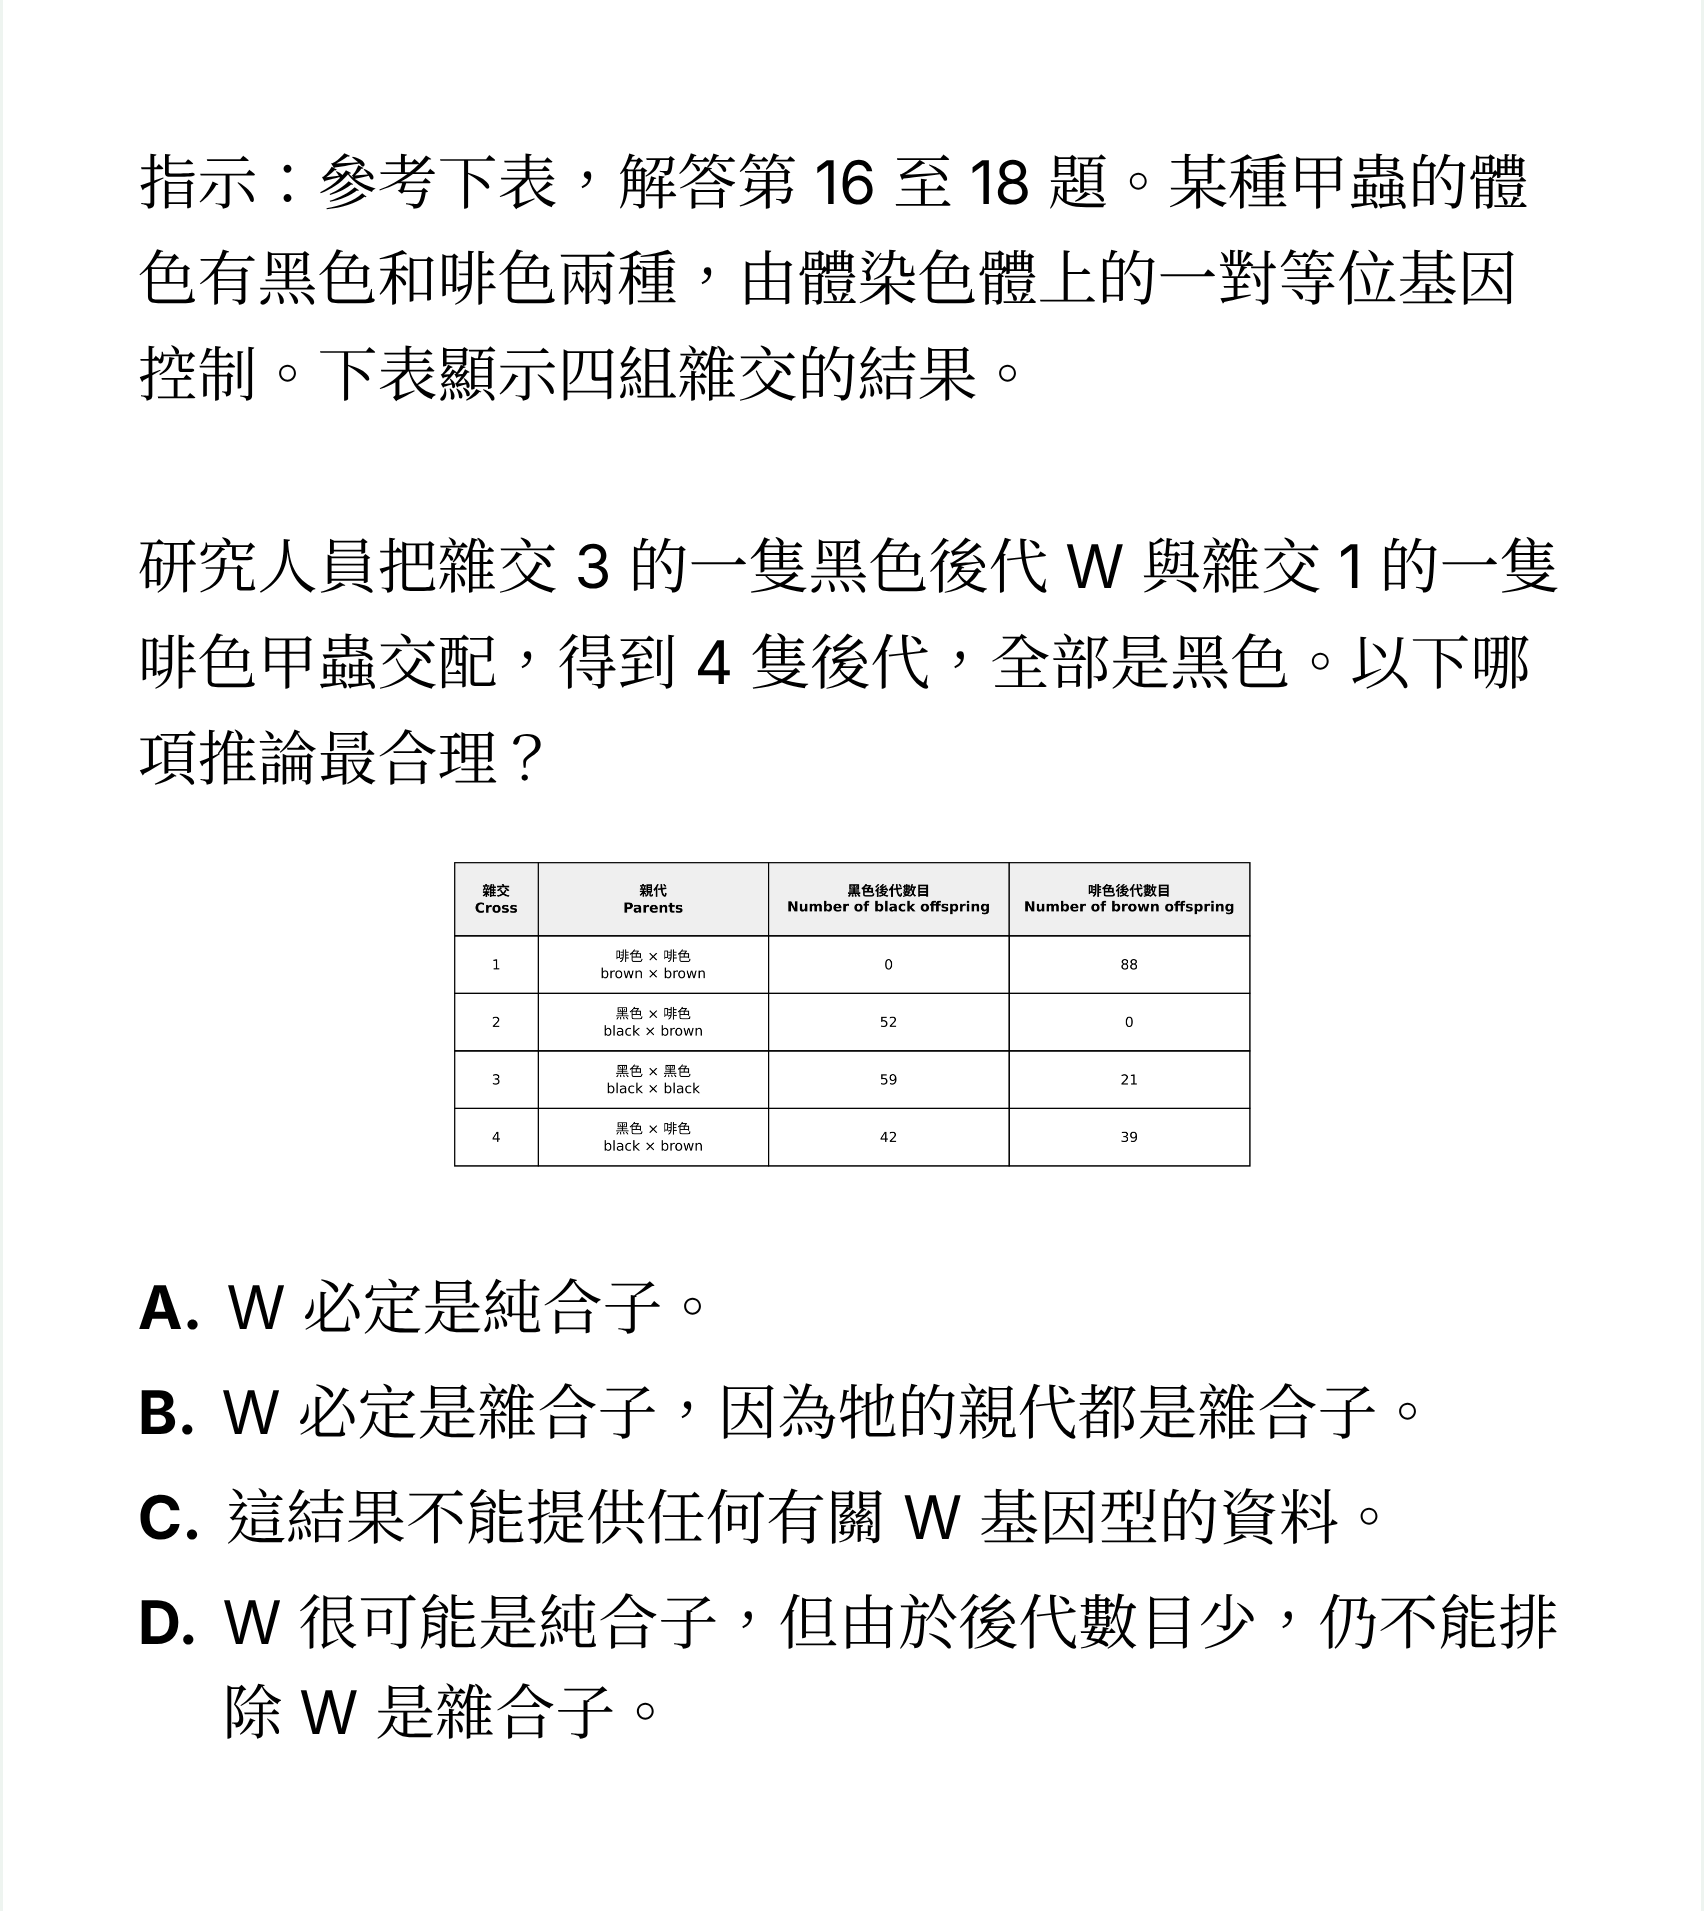 指示：參考下表，解答第 16 至 18 題。某種甲蟲的體
色有黑色和啡色兩種，由體染色體上的一對等位基因
控制。下表顯示四組雜交的結果。
研究人員把雜交 3 的一隻黑色後代 W 與雜交 1 的一隻
啡色甲蟲交配，得到 4 隻後代，全部是黑色。以下哪
項推論最合理？
雜交 親代 黑色後代數目 啡色後代數目
Cross Parents Number of black offspring Number of brown offspring
啡色 × 啡色
1 brown × brown 0 88
黑色 × 啡色
2 black × brown 52 0
黑色 × 黑色
3 black × black 59 21
黑色 × 啡色
4 black × brown 42 39
A. W 必定是純合子。
B. W 必定是雜合子，因為牠的親代都是雜合子。
C. 這結果不能提供任何有關 W 基因型的資料。
D. W 很可能是純合子，但由於後代數目少，仍不能排
除 W 是雜合子。